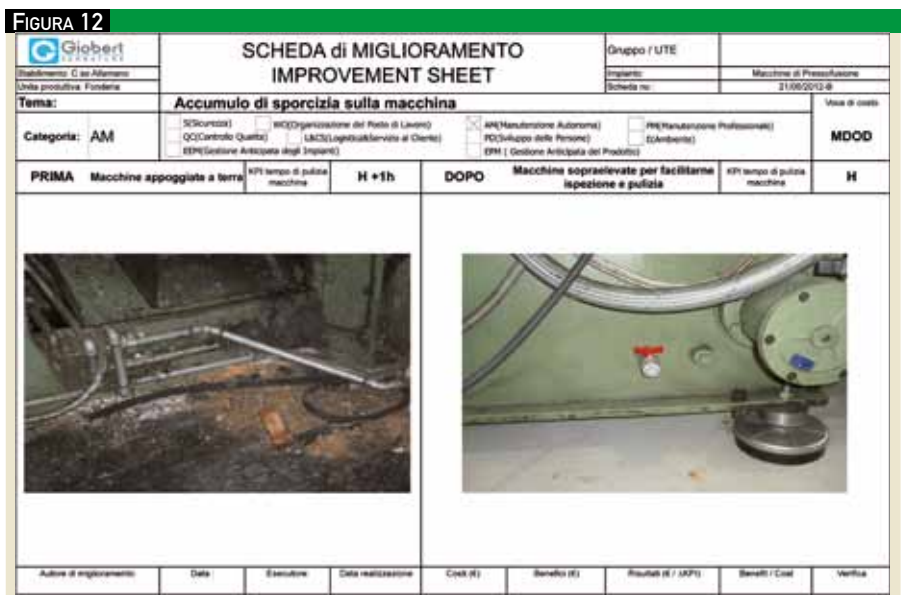 FIGURA 12
Giobert
SERRATURE
SCHEDA di MIGLIORAMENTO
IMPROVEMENT SHEET
Gruppo / UTE
Stabilimento: C.so Allamano
Unità produttiva: Fonderia
Impianto:
Macchine di Pressofusione
Scheda nr.:
21/06/2012-B
Tema:
Accumulo di sporcizia sulla macchina
Voce di costo
Categoria:
AM
S(Sicurezza)
WO(Organizzazione del Posto di Lavoro)
AM(Manutenzione Autonoma)
PM(Manutenzione Professionale)
QC(Controllo Qualità)
L&CS(Logistica&Servizio al Cliente)
PD(Sviluppo delle Persone)
E(Ambiente)
EEM(Gestione Anticipata degli Impianti)
EPM ( Gestione Anticipata del Prodotto)
MDOD
PRIMA
Macchine appoggiate a terra
KPI tempo di pulizia
macchina
H +1h
DOPO
Macchine sopraelevate per facilitarne
ispezione e pulizia
KPI tempo di pulizia
macchina
H
Autore di miglioramento:
Data :
Esecutore:
Data realizzazione
Costi (€)
Benefici (€)
Risultati (€ / ΔKPI)
Benefit / Cost
Verifica